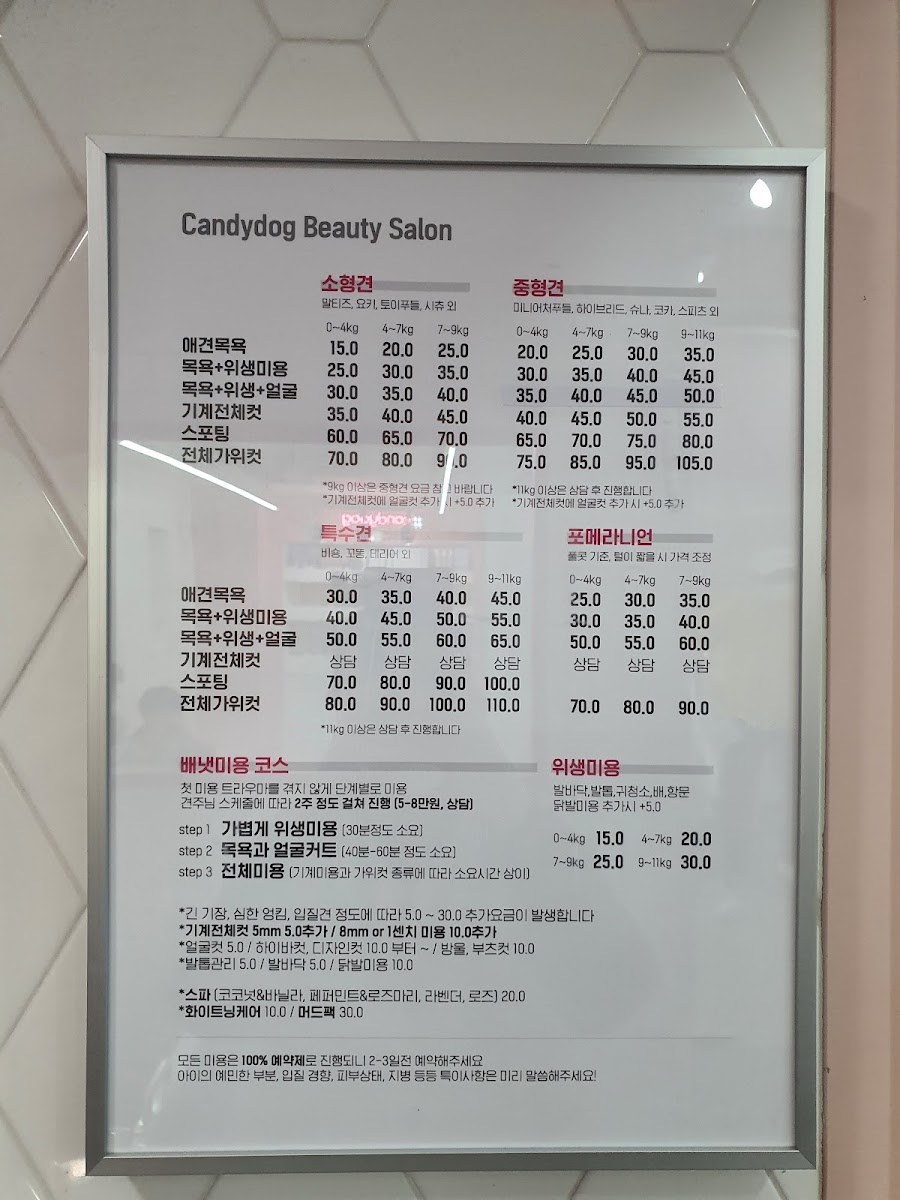 Candydog Beauty Salon
소형견
말티즈, 요키, 토이푸들, 시츄 외
0~4kg 4~7kg 7~9kg
애견목욕 15.0 20.0 25.0
목욕+위생미용 25.0 30.0 35.0
목욕+위생+얼굴 30.0 35.0 40.0
기계전체컷 35.0 40.0 45.0
스포팅 60.0 65.0 70.0
전체가위컷 70.0 80.0 90.0
*9kg 이상은 중형견 요금 참고 바랍니다
*기계전체컷에 얼굴컷 추가 시 +5.0 추가
중형견
미니어처푸들, 하이브리드, 슈나, 코카, 스피츠 외
0~4kg 4~7kg 7~9kg 9~11kg
20.0 25.0 30.0 35.0
30.0 35.0 40.0 45.0
35.0 40.0 45.0 50.0
40.0 45.0 50.0 55.0
65.0 70.0 75.0 80.0
75.0 85.0 95.0 105.0
*11kg 이상은 상담 후 진행합니다
*기계전체컷에 얼굴컷 추가 시 +5.0 추가
특수견
비숑, 꼬똥, 테리어 외
0~4kg 4~7kg 7~9kg 9~11kg
애견목욕 30.0 35.0 40.0 45.0
목욕+위생미용 40.0 45.0 50.0 55.0
목욕+위생+얼굴 50.0 55.0 60.0 65.0
기계전체컷 상담 상담 상담 상담
스포팅 70.0 80.0 90.0 100.0
전체가위컷 80.0 90.0 100.0 110.0
*11kg 이상은 상담 후 진행합니다
포메라니언
풀콧 기준, 털이 짧을 시 가격 조정
0~4kg 4~7kg 7~9kg
25.0 30.0 35.0
30.0 35.0 40.0
50.0 55.0 60.0
상담 상담 상담
70.0 80.0 90.0
배냇미용 코스
첫 미용 트라우마를 겪지 않게 단계별로 미용
견주님 스케줄에 따라 2주 정도 걸쳐 진행 (5-8만원, 상담)
step 1 가볍게 위생미용 (30분정도 소요)
step 2 목욕과 얼굴커트 (40분-60분 정도 소요)
step 3 전체미용 (기계미용과 가위컷 종류에 따라 소요시간 상이)
위생미용
발바닥,발톱,귀청소,배,항문
닭발미용 추가시 +5.0
0~4kg 15.0 4~7kg 20.0
7~9kg 25.0 9~11kg 30.0
*긴 기장, 심한 엉킴, 입질견 정도에 따라 5.0 ~ 30.0 추가요금이 발생합니다
*기계전체컷 5mm 5.0추가 / 8mm or 1센치 미용 10.0추가
*얼굴컷 5.0 / 하이바컷, 디자인컷 10.0 부터 ~ / 방울, 부츠컷 10.0
*발톱관리 5.0 / 발바닥 5.0 / 닭발미용 10.0
*스파 (코코넛&바닐라, 페퍼민트&로즈마리, 라벤더, 로즈) 20.0
*화이트닝케어 10.0 / 머드팩 30.0
모든 미용은 100% 예약제로 진행되니 2-3일전 예약해주세요
아이의 예민한 부분, 입질 경향, 피부상태, 지병 등등 특이사항은 미리 말씀해주세요!